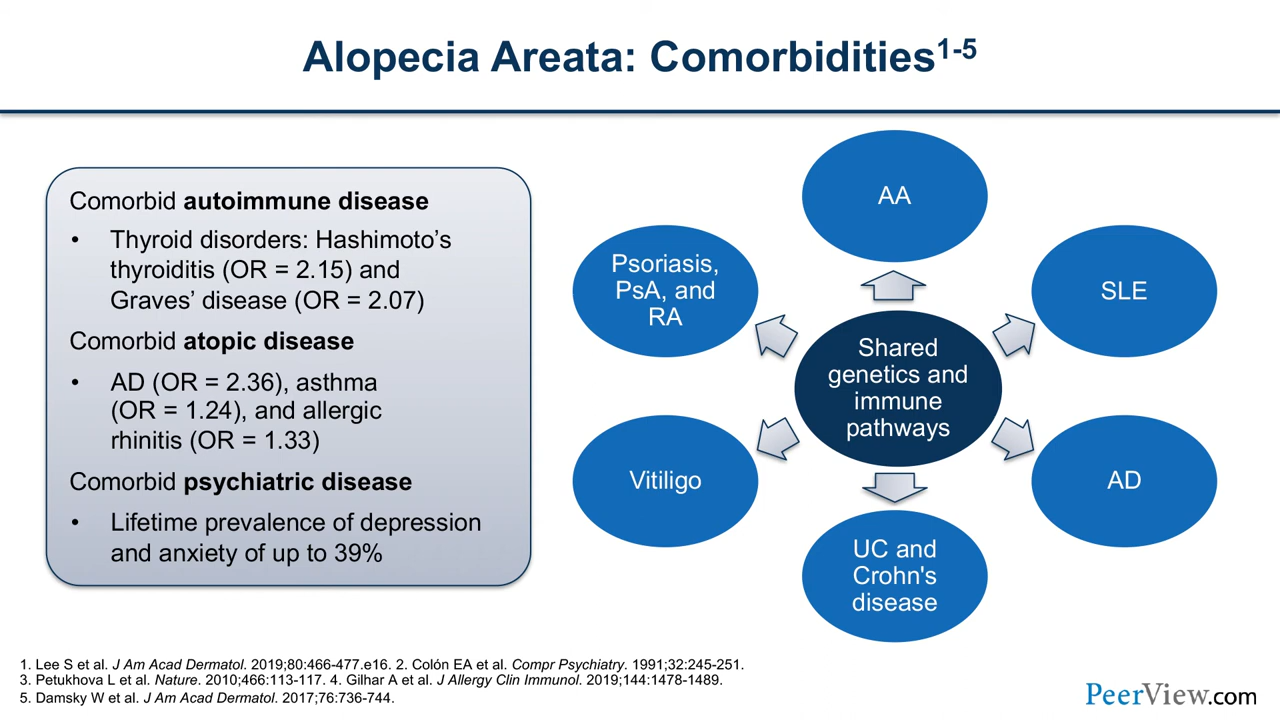 Alopecia Areata: Comorbidities1-5
Comorbid autoimmune disease
• Thyroid disorders: Hashimoto’s
thyroiditis (OR = 2.15) and
Graves’ disease (OR = 2.07)
Comorbid atopic disease
• AD (OR = 2.36), asthma
(OR = 1.24), and allergic
rhinitis (OR = 1.33)
Comorbid psychiatric disease
• Lifetime prevalence of depression
and anxiety of up to 39%
AA
Psoriasis,
PsA, and
RA
SLE
Shared
genetics and
immune
pathways
Vitiligo
AD
UC and
Crohn's
disease
1. Lee S et al. J Am Acad Dermatol. 2019;80:466-477.e16. 2. Colón EA et al. Compr Psychiatry. 1991;32:245-251.
3. Petukhova L et al. Nature. 2010;466:113-117. 4. Gilhar A et al. J Allergy Clin Immunol. 2019;144:1478-1489.
5. Damsky W et al. J Am Acad Dermatol. 2017;76:736-744.
PeerView.com